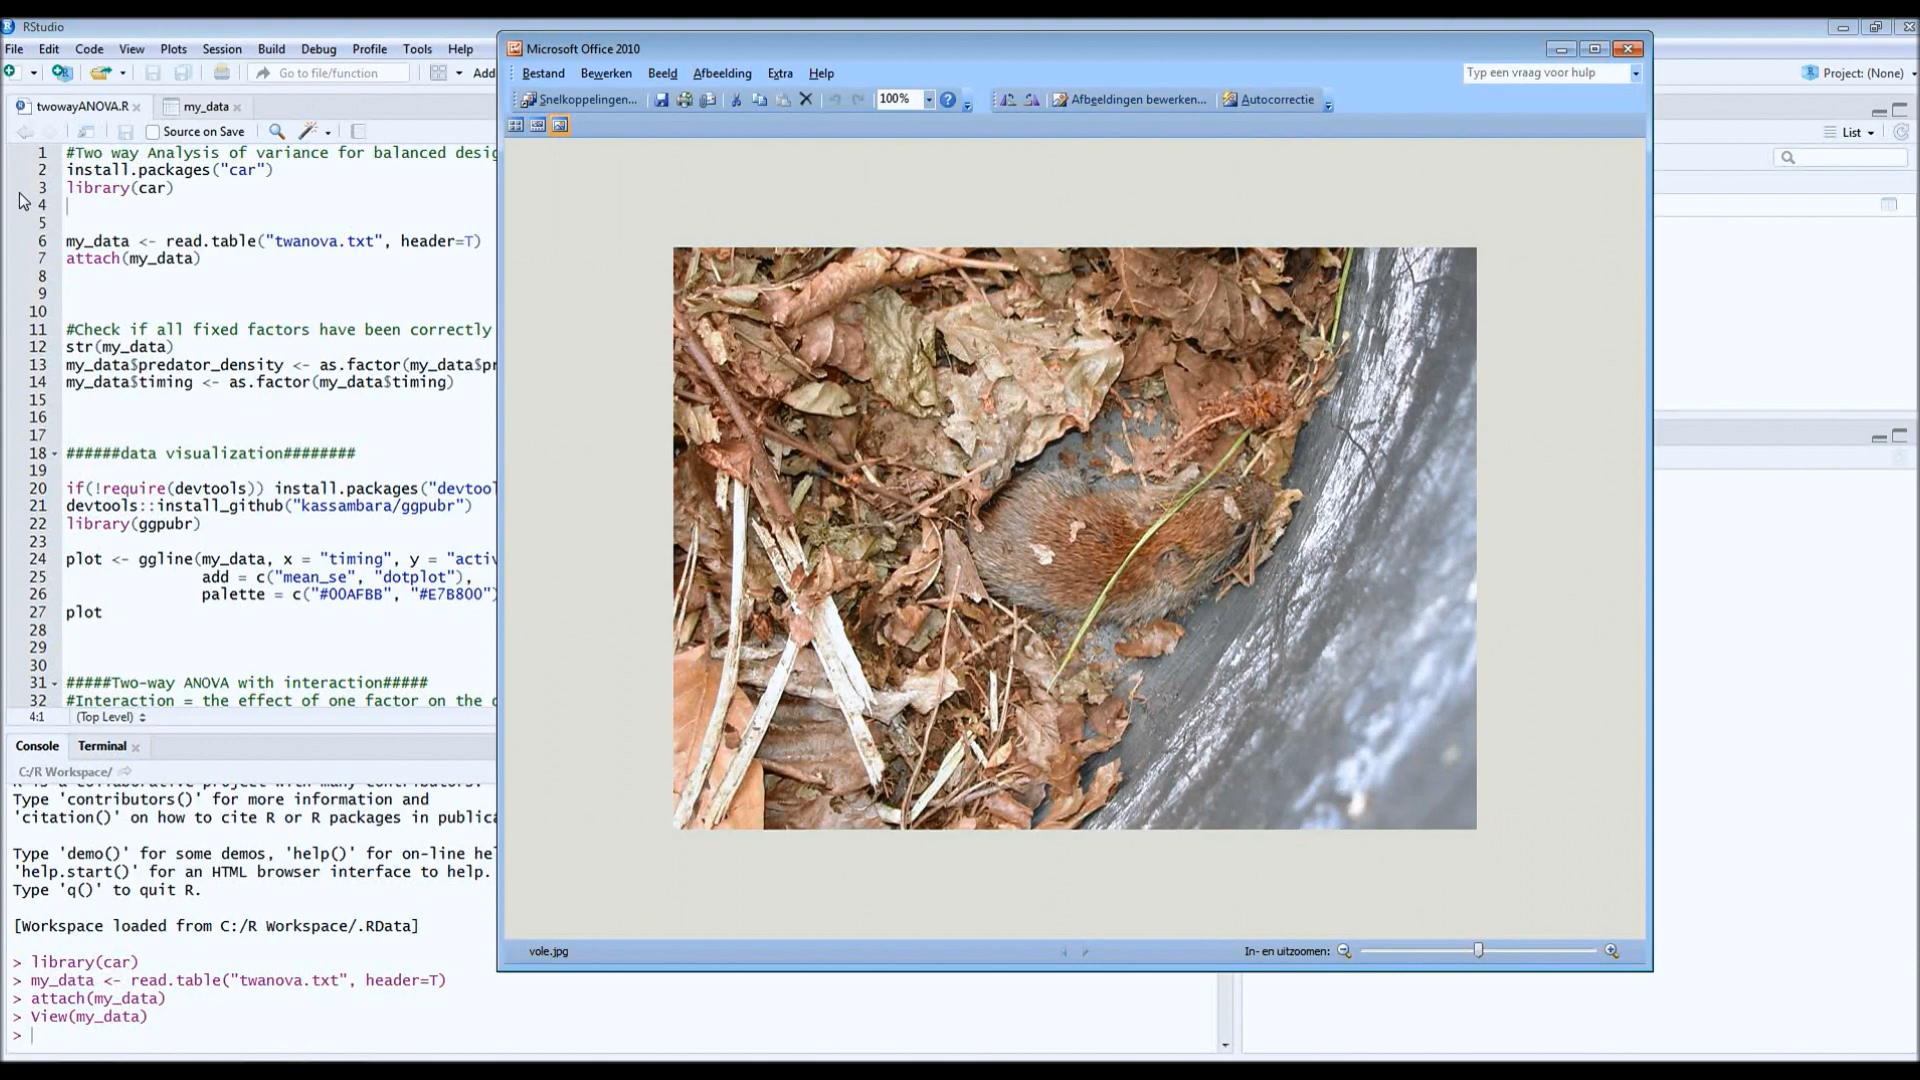 RStudio
File Edit Code View Plots Session Build Debug Profile Tools Help
Go to file/function
Add
Project: (None)
twowayANOVA.R
my_data
Source on Save
List
1 #Two way Analysis of variance for balanced desig
2 install.packages("car")
3 library(car)
4
5
6 my_data <- read.table("twanova.txt", header=T)
7 attach(my_data)
8
9
10
11 #Check if all fixed factors have been correctly
12 str(my_data)
13 my_data$predator_density <- as.factor(my_data$pr
14 my_data$timing <- as.factor(my_data$timing)
15
16
17
18 ######data visualization########
19
20 if(!require(devtools)) install.packages("devtool
21 devtools::install_github("kassambara/ggpubr")
22 library(ggpubr)
23
24 plot <- ggline(my_data, x = "timing", y = "activ
25 add = c("mean_se", "dotplot"),
26 palette = c("#00AFBB", "#E7B800")
27 plot
28
29
30
31 #####Two-way ANOVA with interaction#####
32 #Interaction = the effect of one factor on the
4:1 (Top Level)
Console Terminal
C:/R Workspace/
Type 'contributors()' for more information and
'citation()' on how to cite R or R packages in publica
Type 'demo()' for some demos, 'help()' for on-line hel
'help.start()' for an HTML browser interface to help.
Type 'q()' to quit R.
[Workspace loaded from C:/R Workspace/.RData]
> library(car)
> my_data <- read.table("twanova.txt", header=T)
> attach(my_data)
> View(my_data)
>
Microsoft Office 2010
Bestand Bewerken Beeld Afbeelding Extra Help
Typ een vraag voor hulp
Snelkoppelingen...
100%
Afbeeldingen bewerken...
Autocorrectie
vole.jpg
In- en uitzoomen: